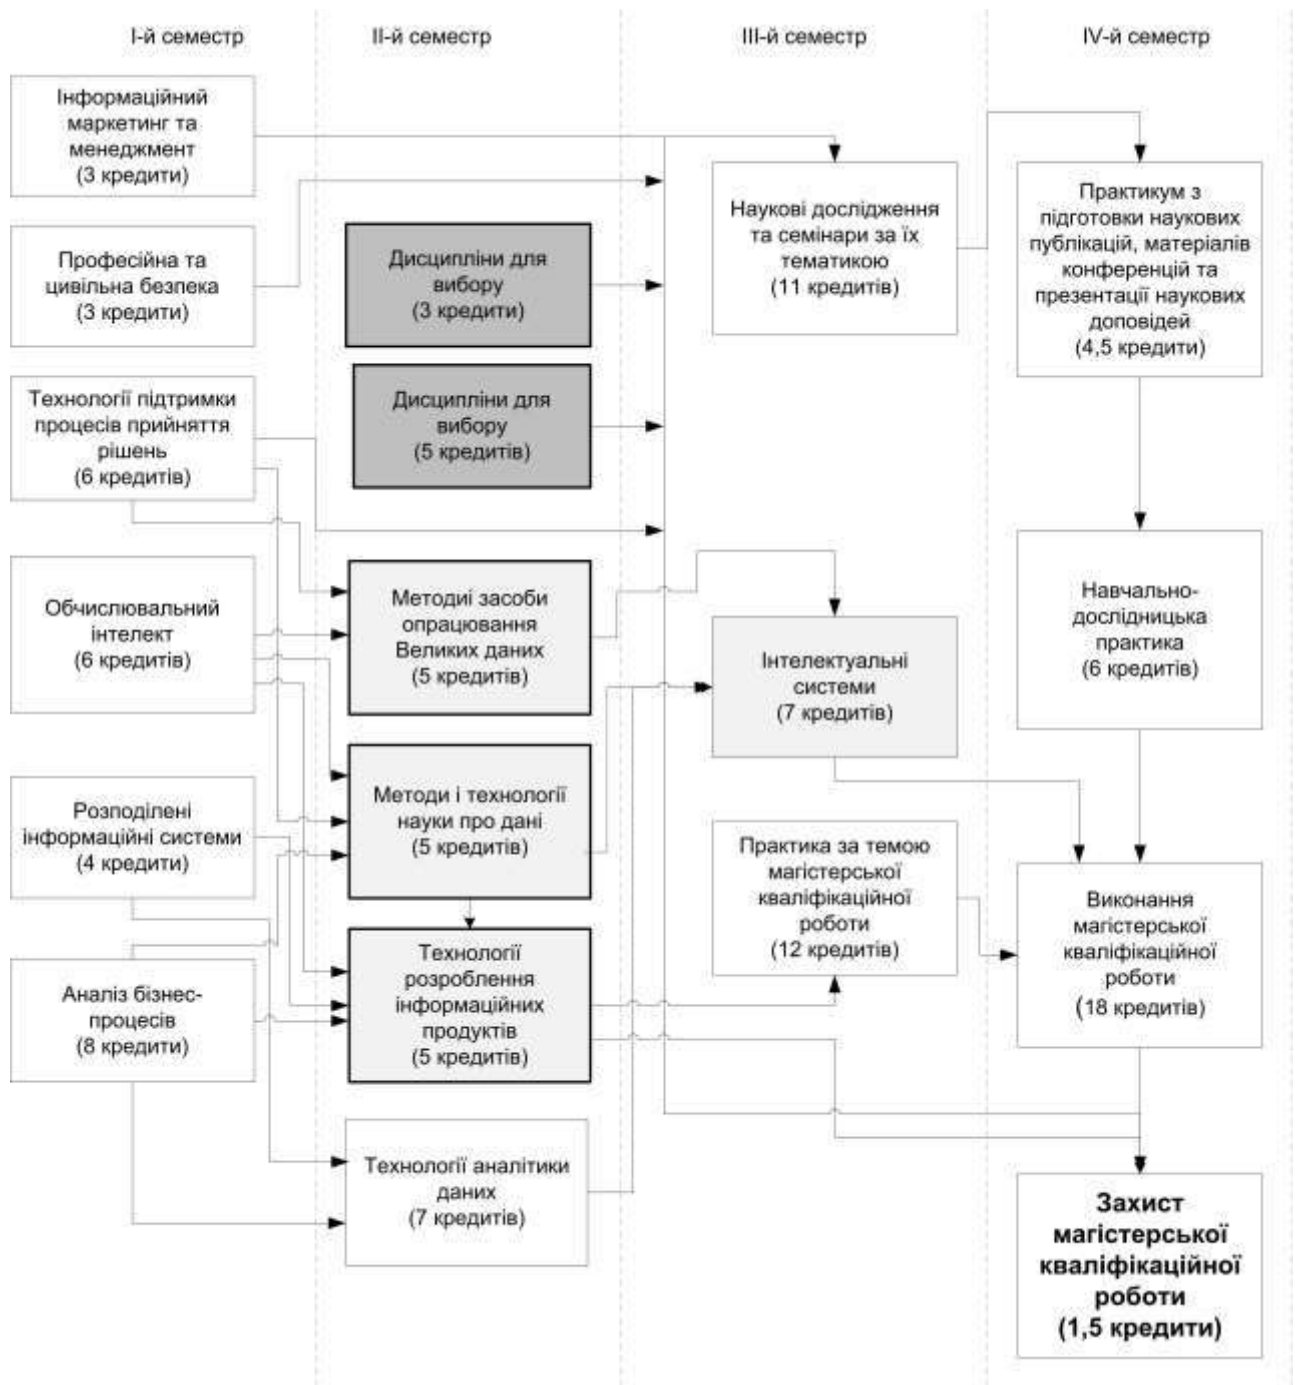 І-й семестр
ІІ-й семестр
ІІІ-й семестр
IV-й семестр
Інформаційний
маркетинг та
менеджмент
(3 кредити)
Професійна та
цивільна безпека
(3 кредити)
Технології підтримки
процесів прийняття
рішень
(6 кредитів)
Обчислювальний
інтелект
(6 кредитів)
Розподілені
інформаційні системи
(4 кредити)
Аналіз бізнес-
процесів
(8 кредити)
Дисципліни для
вибору
(3 кредити)
Дисципліни для
вибору
(5 кредитів)
Методиі засоби
опрацювання
Великих даних
(5 кредитів)
Методи і технології
науки про дані
(5 кредитів)
Технології
розроблення
інформаційних
продуктів
(5 кредитів)
Технології аналітики
даних
(7 кредитів)
Наукові дослідження
та семінари за їх
тематикою
(11 кредитів)
Інтелектуальні
системи
(7 кредитів)
Практика за темою
магістерської
кваліфікаційної
роботи
(12 кредитів)
Практикум з
підготовки наукових
публікацій, матеріалів
конференцій та
презентації наукових
доповідей
(4,5 кредити)
Навчально-
дослідницька
практика
(6 кредитів)
Виконання
магістерської
кваліфікаційної
роботи
(18 кредитів)
Захист
магістерської
кваліфікаційної
роботи
(1,5 кредити)